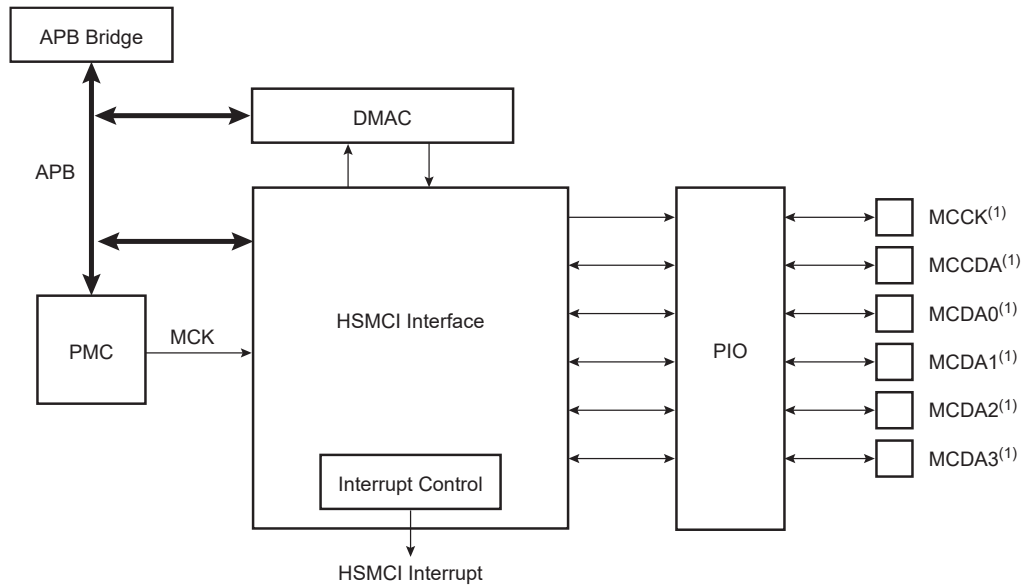 APB Bridge
DMAC
APB
MCCK(1)
MCCDA(1)
HSMCI Interface
MCDA0(1)
PMC
MCK
PIO
MCDA1(1)
MCDA2(1)
MCDA3(1)
Interrupt Control
HSMCI Interrupt